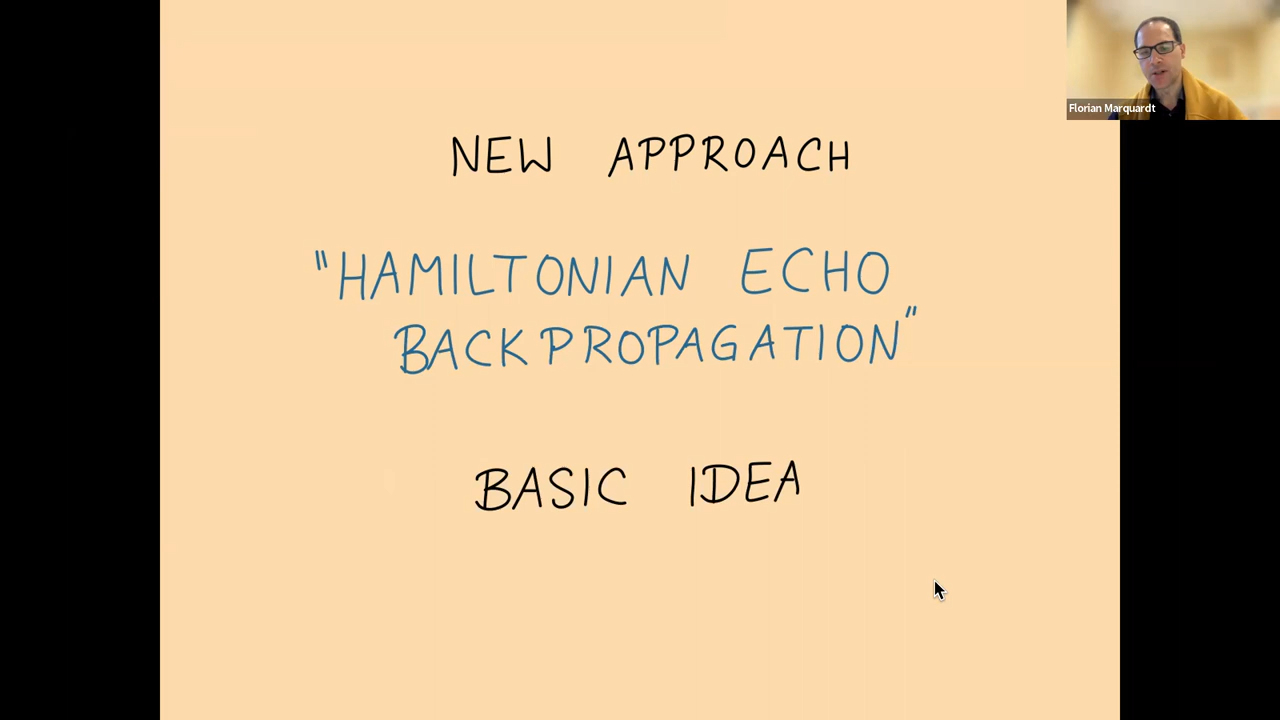 Florian Marquardt
NEW APPROACH
"HAMILTONIAN ECHO
BACKPROPAGATION"
BASIC IDEA